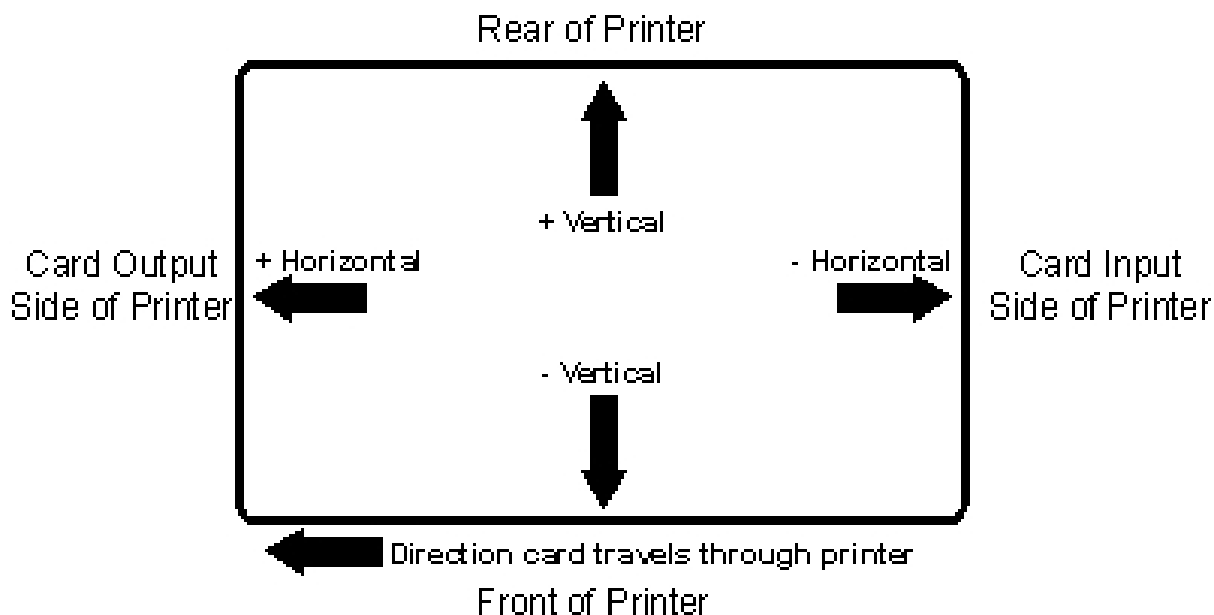 Rear of Printer
+ Vertical
Card Output
Side of Printer
+ Horizontal
- Horizontal
Card Input
Side of Printer
- Vertical
Direction card travels through printer
Front of Printer